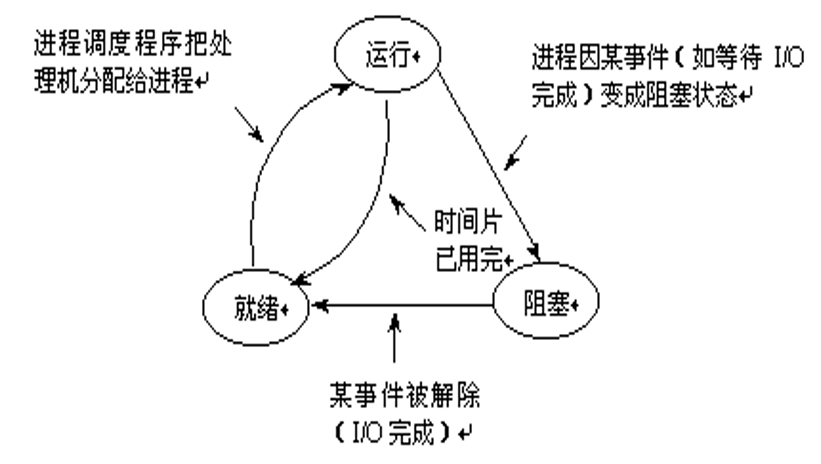 进程调度程序把处
理机分配给进程↵
运行
进程因某事件(如等待 I/O
完成)变成阻塞状态↵
时间片
已用完
就绪
阻塞
某事件被解除
(I/O 完成)↵